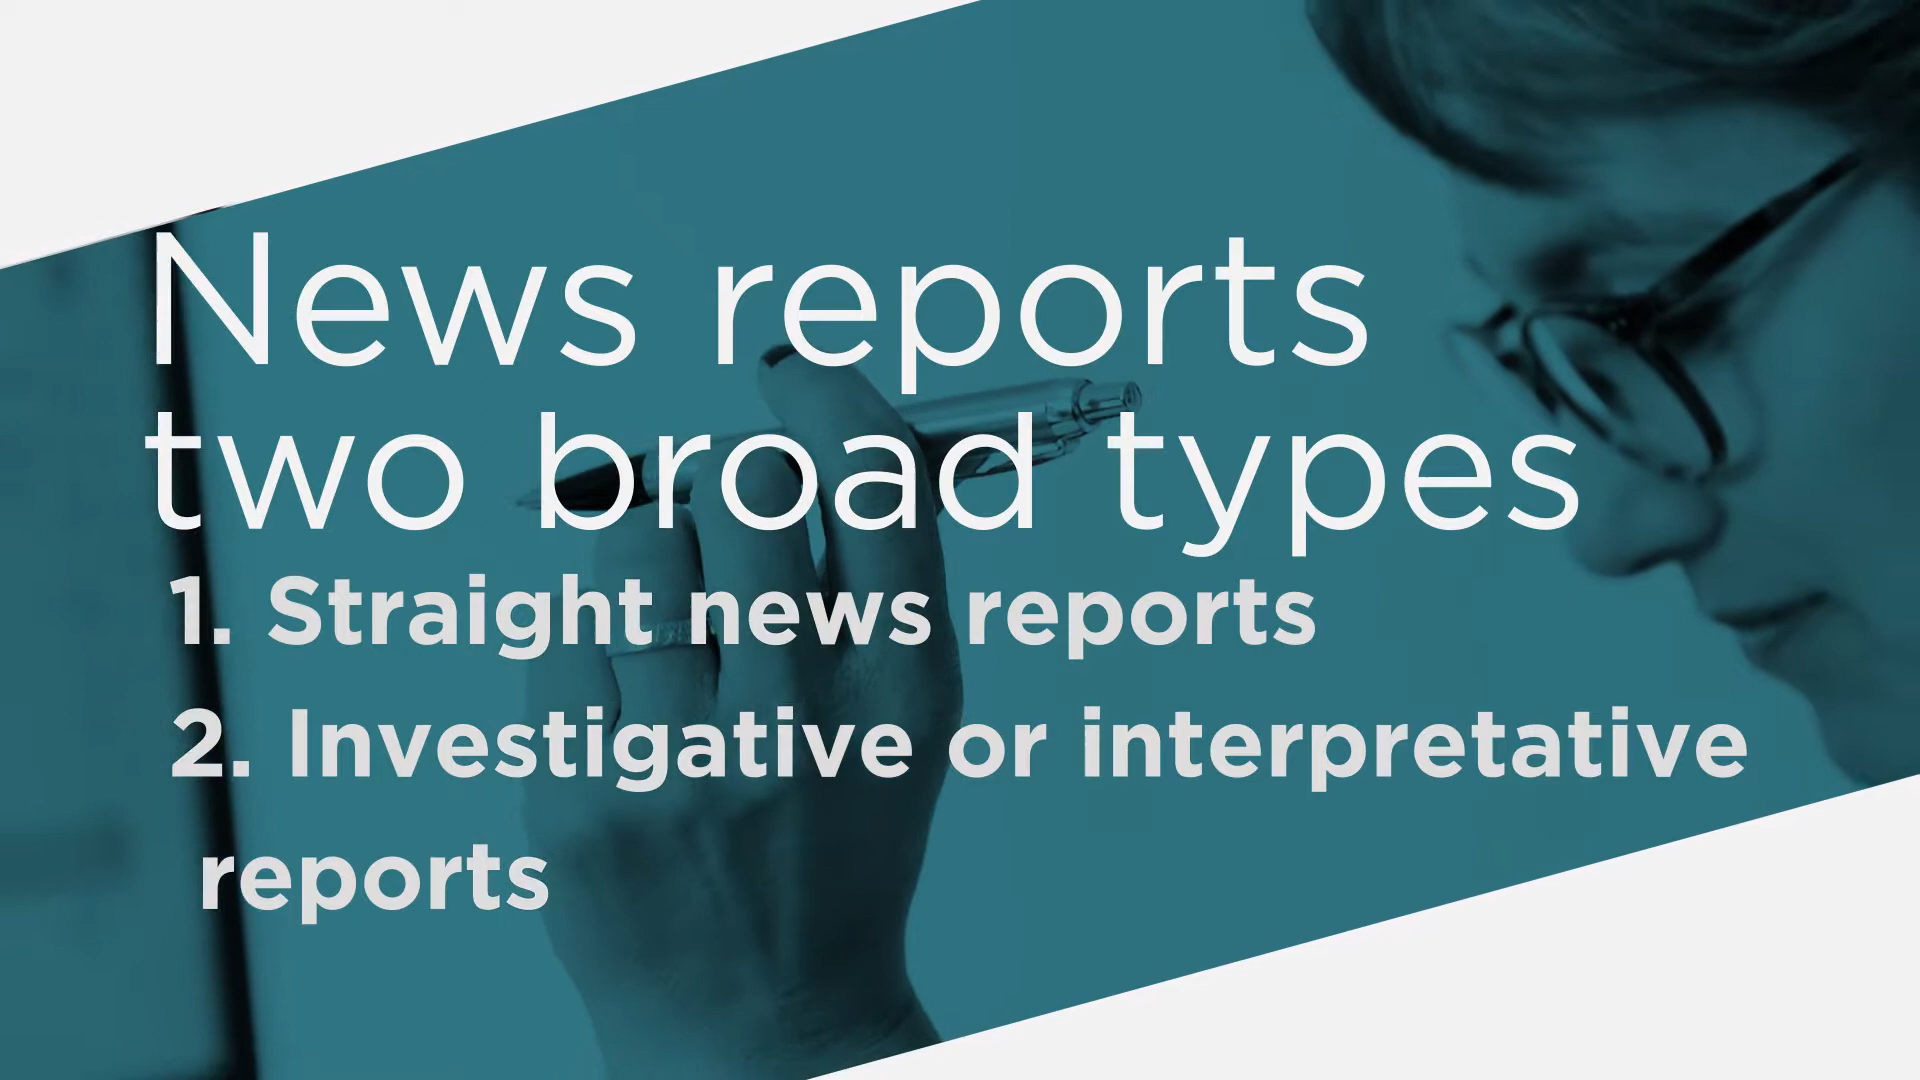 News reports
two broad types
1. Straight news reports
2. Investigative or interpretative
reports